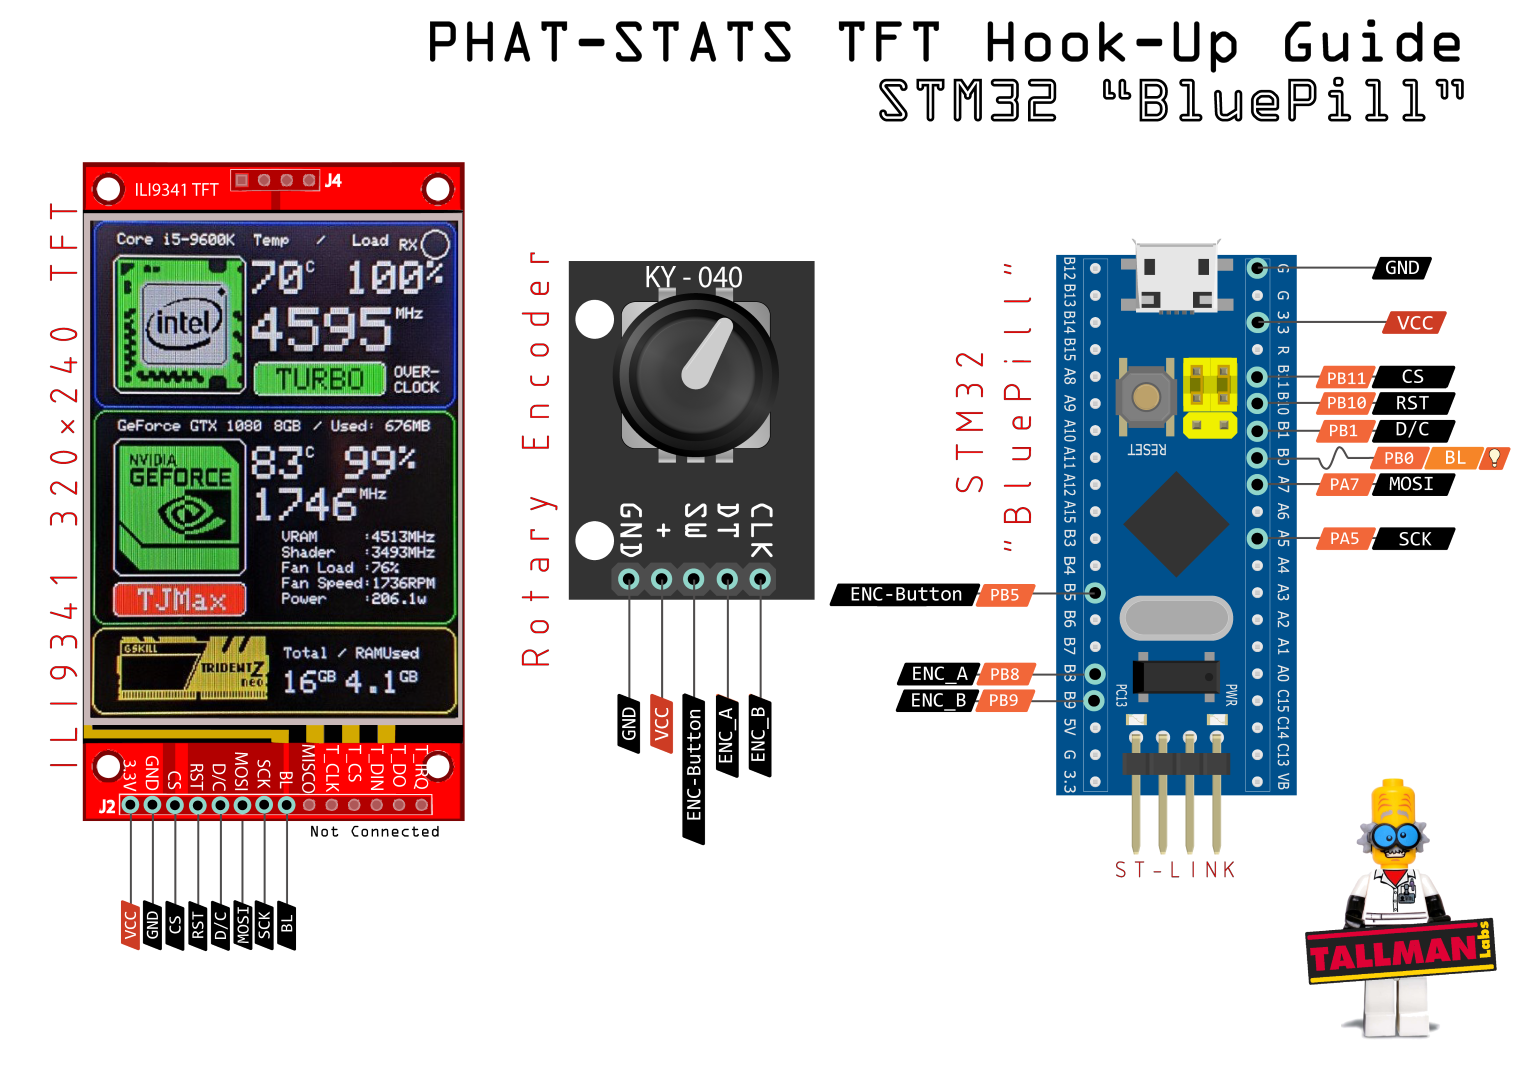 PHAT-STATS TFT Hook-Up Guide
STM32 "BluePill"
ILI9341 320x240 TFT
ILI9341 TFT
J4
Core i5-9600K Temp / Load RX
70C 100%
intel
4595MHz
TURBO
OVER-
CLOCK
GeForce GTX 1080 8GB / Used: 676MB
NVIDIA
GEFORCE
83C 99%
1746MHz
VRAM :4513MHz
Shader :3493MHz
Fan Load :76%
Fan Speed:1736RPM
Power :206.1w
TJMax
GSKILL
TRIDENTZ
neo
Total / RAMUsed
16GB 4.1GB
J2
3.3V
GND
CS
RST
D/C
MOSI
SCK
BL
MISCO
T_CLK
T_CS
T_DIN
T_DO
T_IRQ
Not Connected
VCC
GND
CS
RST
D/C
MOSI
SCK
BL
Rotary Encoder
KY - 040
GND
+
SW
DT
CLK
GND
VCC
ENC-Button
ENC_A
ENC_B
STM32
"BluePill"
B12
B13
B14
B15
A8
A9
A10
A11
A12
A15
B3
B4
B5
B6
B7
B3
B9
5V
G
3.3
RESET
PC13
PWR
G
G
3.3
R
B11
B10
B1
B0
A7
A6
A5
A4
A3
A2
A1
A0
C15
C14
C13
VB
GND
VCC
PB11 CS
PB10 RST
PB1 D/C
PB0 BL
PA7 MOSI
PA5 SCK
ENC-Button PB5
ENC_A PB8
ENC_B PB9
ST-LINK
TALLMAN Labs